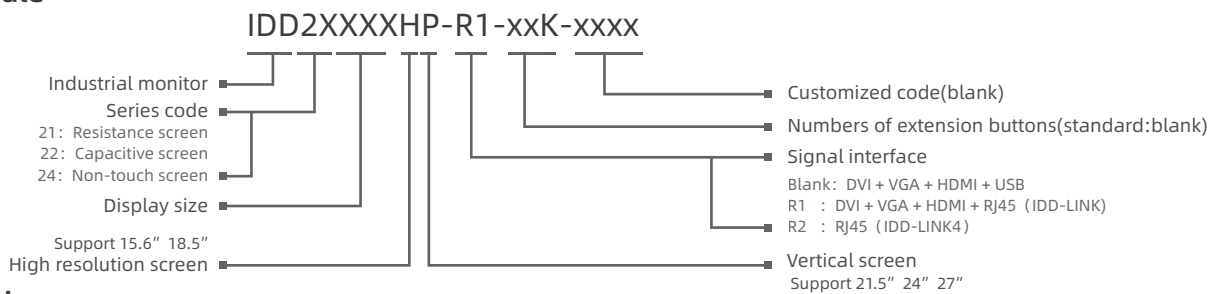 IDD2XXXXHP-R1-xxK-xxxx
Industrial monitor
Series code
21: Resistance screen
22: Capacitive screen
24: Non-touch screen
Display size
Support 15.6" 18.5"
High resolution screen
Customized code(blank)
Numbers of extension buttons(standard:blank)
Signal interface
Blank: DVI + VGA + HDMI + USB
R1 : DVI + VGA + HDMI + RJ45 (IDD-LINK)
R2 : RJ45 (IDD-LINK4)
Vertical screen
Support 21.5" 24" 27"